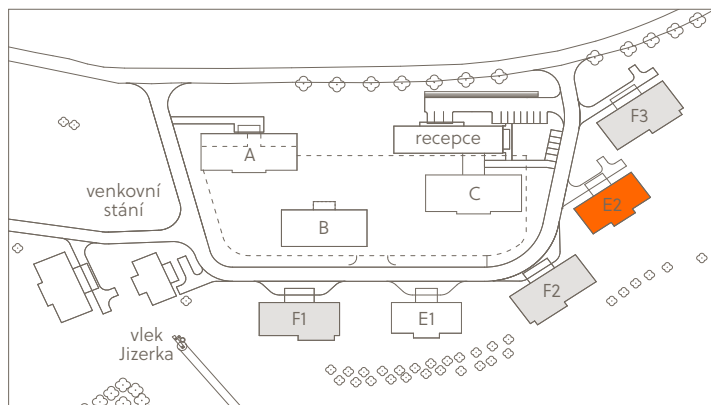 F3
recepce
A
venkovní
stání
C
E2
B
F2
F1
E1
vlek
Jizerka